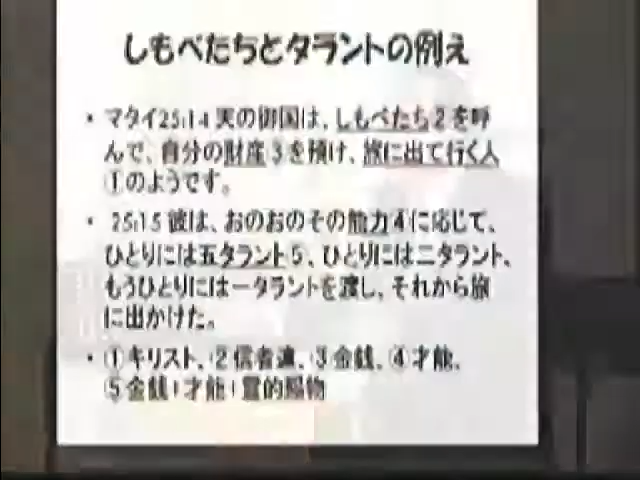 しもべたちとタラントの例え
・マタイ25:14 天の御国は、しもべたち②を呼
んで、自分の財産③を預け、旅に出て行く人
①のようです。
・25:15 彼は、おのおのその能力④に応じて、
ひとりには五タラント⑤、ひとりには二タラント、
もうひとりには一タラントを渡し、それから旅
に出かけた。
・①キリスト、②信者達、③金銭、④才能、
⑤金銭+才能+霊的賜物